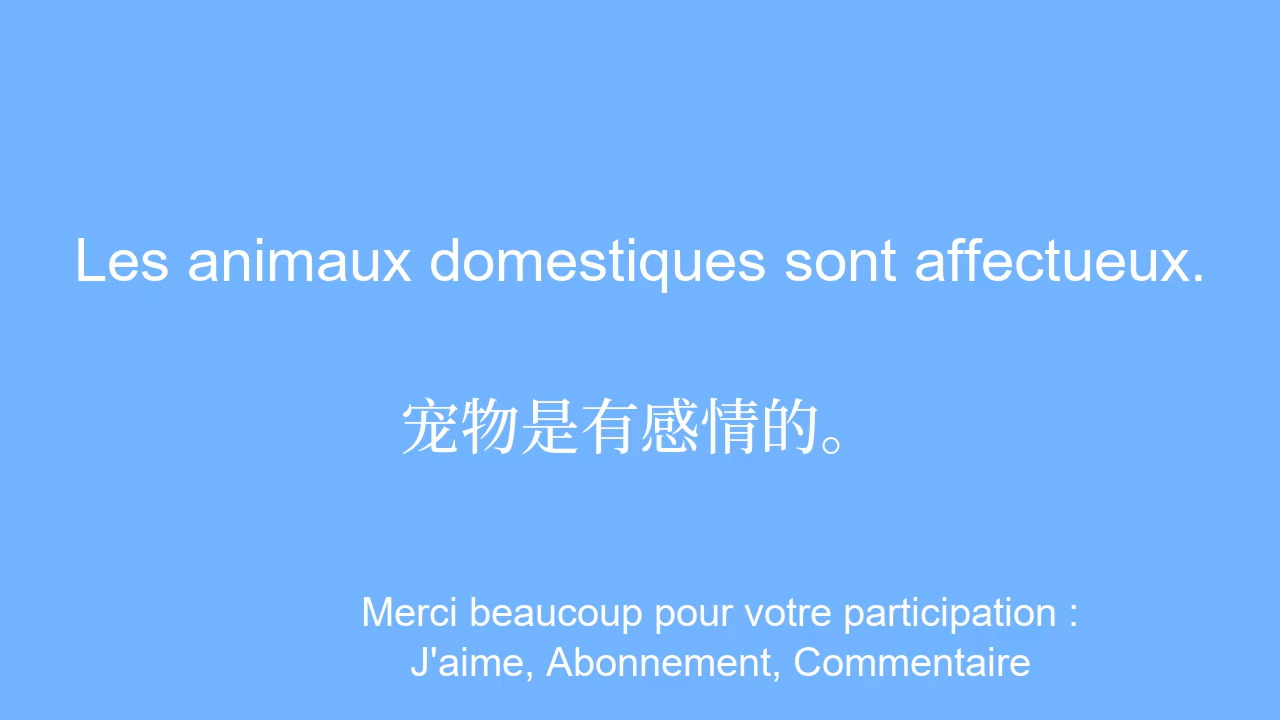 Les animaux domestiques sont affectueux.
宠物是有感情的。
Merci beaucoup pour votre participation :
J'aime, Abonnement, Commentaire